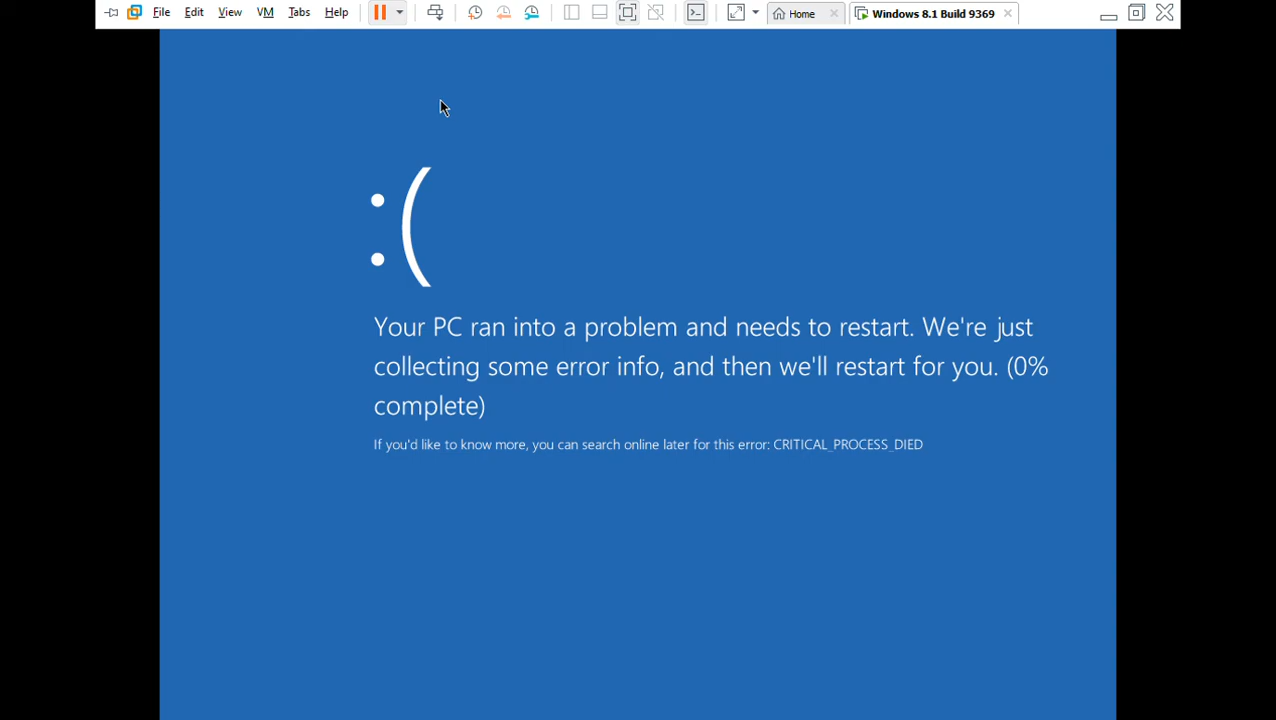 File Edit View VM Tabs Help Home Windows 8.1 Build 9369
:(
Your PC ran into a problem and needs to restart. We're just
collecting some error info, and then we'll restart for you. (0%
complete)
If you'd like to know more, you can search online later for this error: CRITICAL_PROCESS_DIED